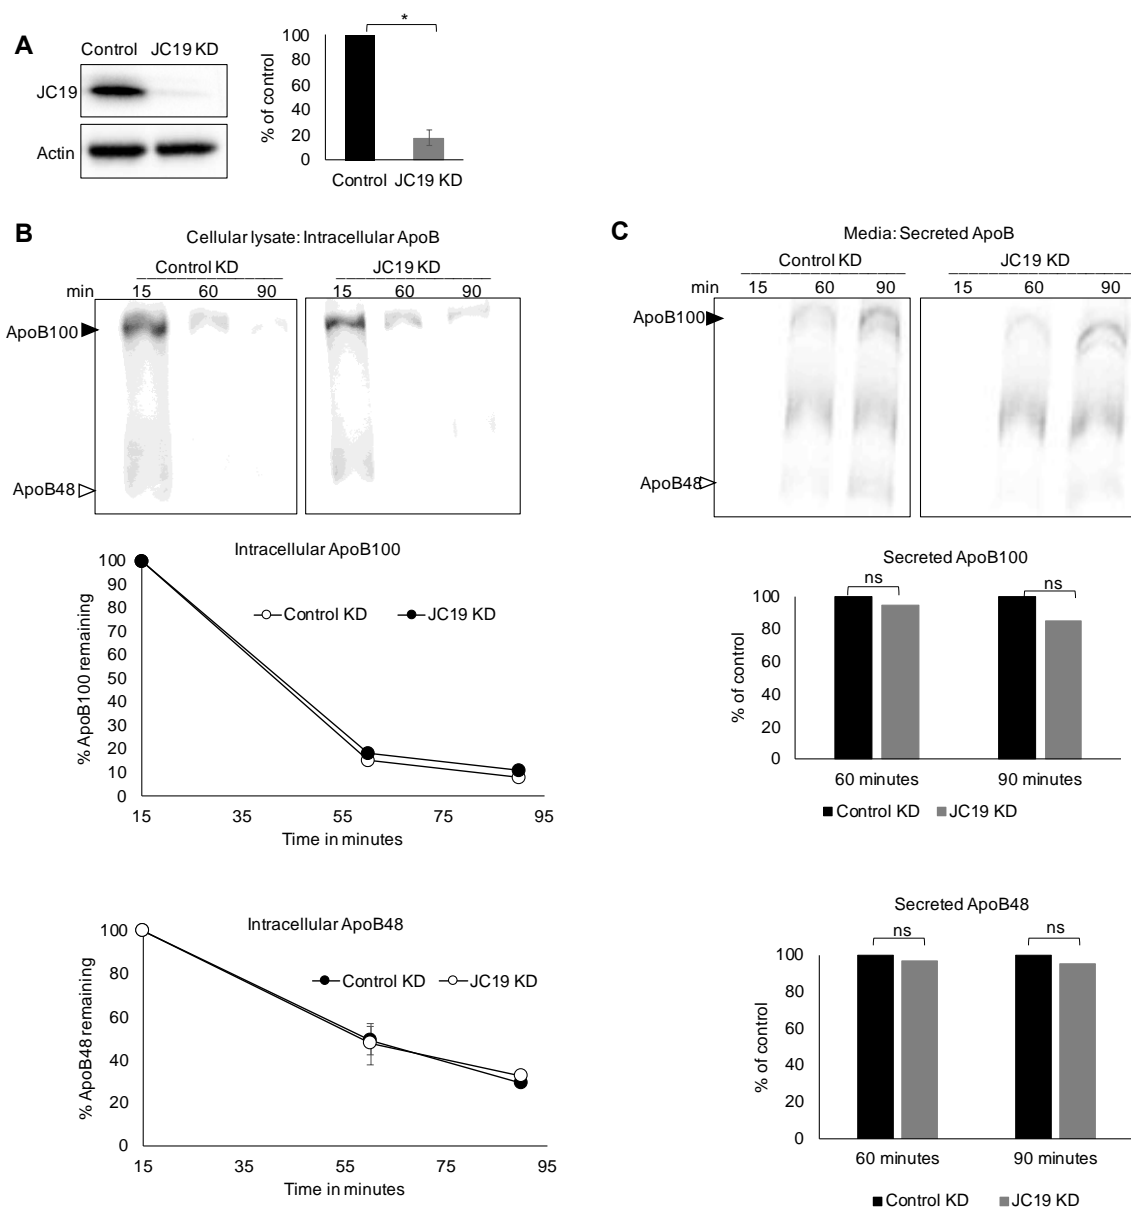 A
Control JC19 KD
JC19
Actin
% of control
100
80
60
40
20
0
*
Control JC19 KD
B
Cellular lysate: Intracellular ApoB
Control KD JC19 KD
min 15 60 90 15 60 90
ApoB100
ApoB48
Intracellular ApoB100
% ApoB100 remaining
100
90
80
70
60
50
40
30
20
10
0
Control KD JC19 KD
15 35 55 75 95
Time in minutes
Intracellular ApoB48
% ApoB48 remaining
100
80
60
40
20
0
Control KD JC19 KD
15 35 55 75 95
Time in minutes
C
Media: Secreted ApoB
Control KD JC19 KD
min 15 60 90 15 60 90
ApoB100
ApoB48
Secreted ApoB100
% of control
100
80
60
40
20
0
ns ns
60 minutes 90 minutes
Control KD JC19 KD
Secreted ApoB48
% of control
100
80
60
40
20
0
ns ns
60 minutes 90 minutes
Control KD JC19 KD